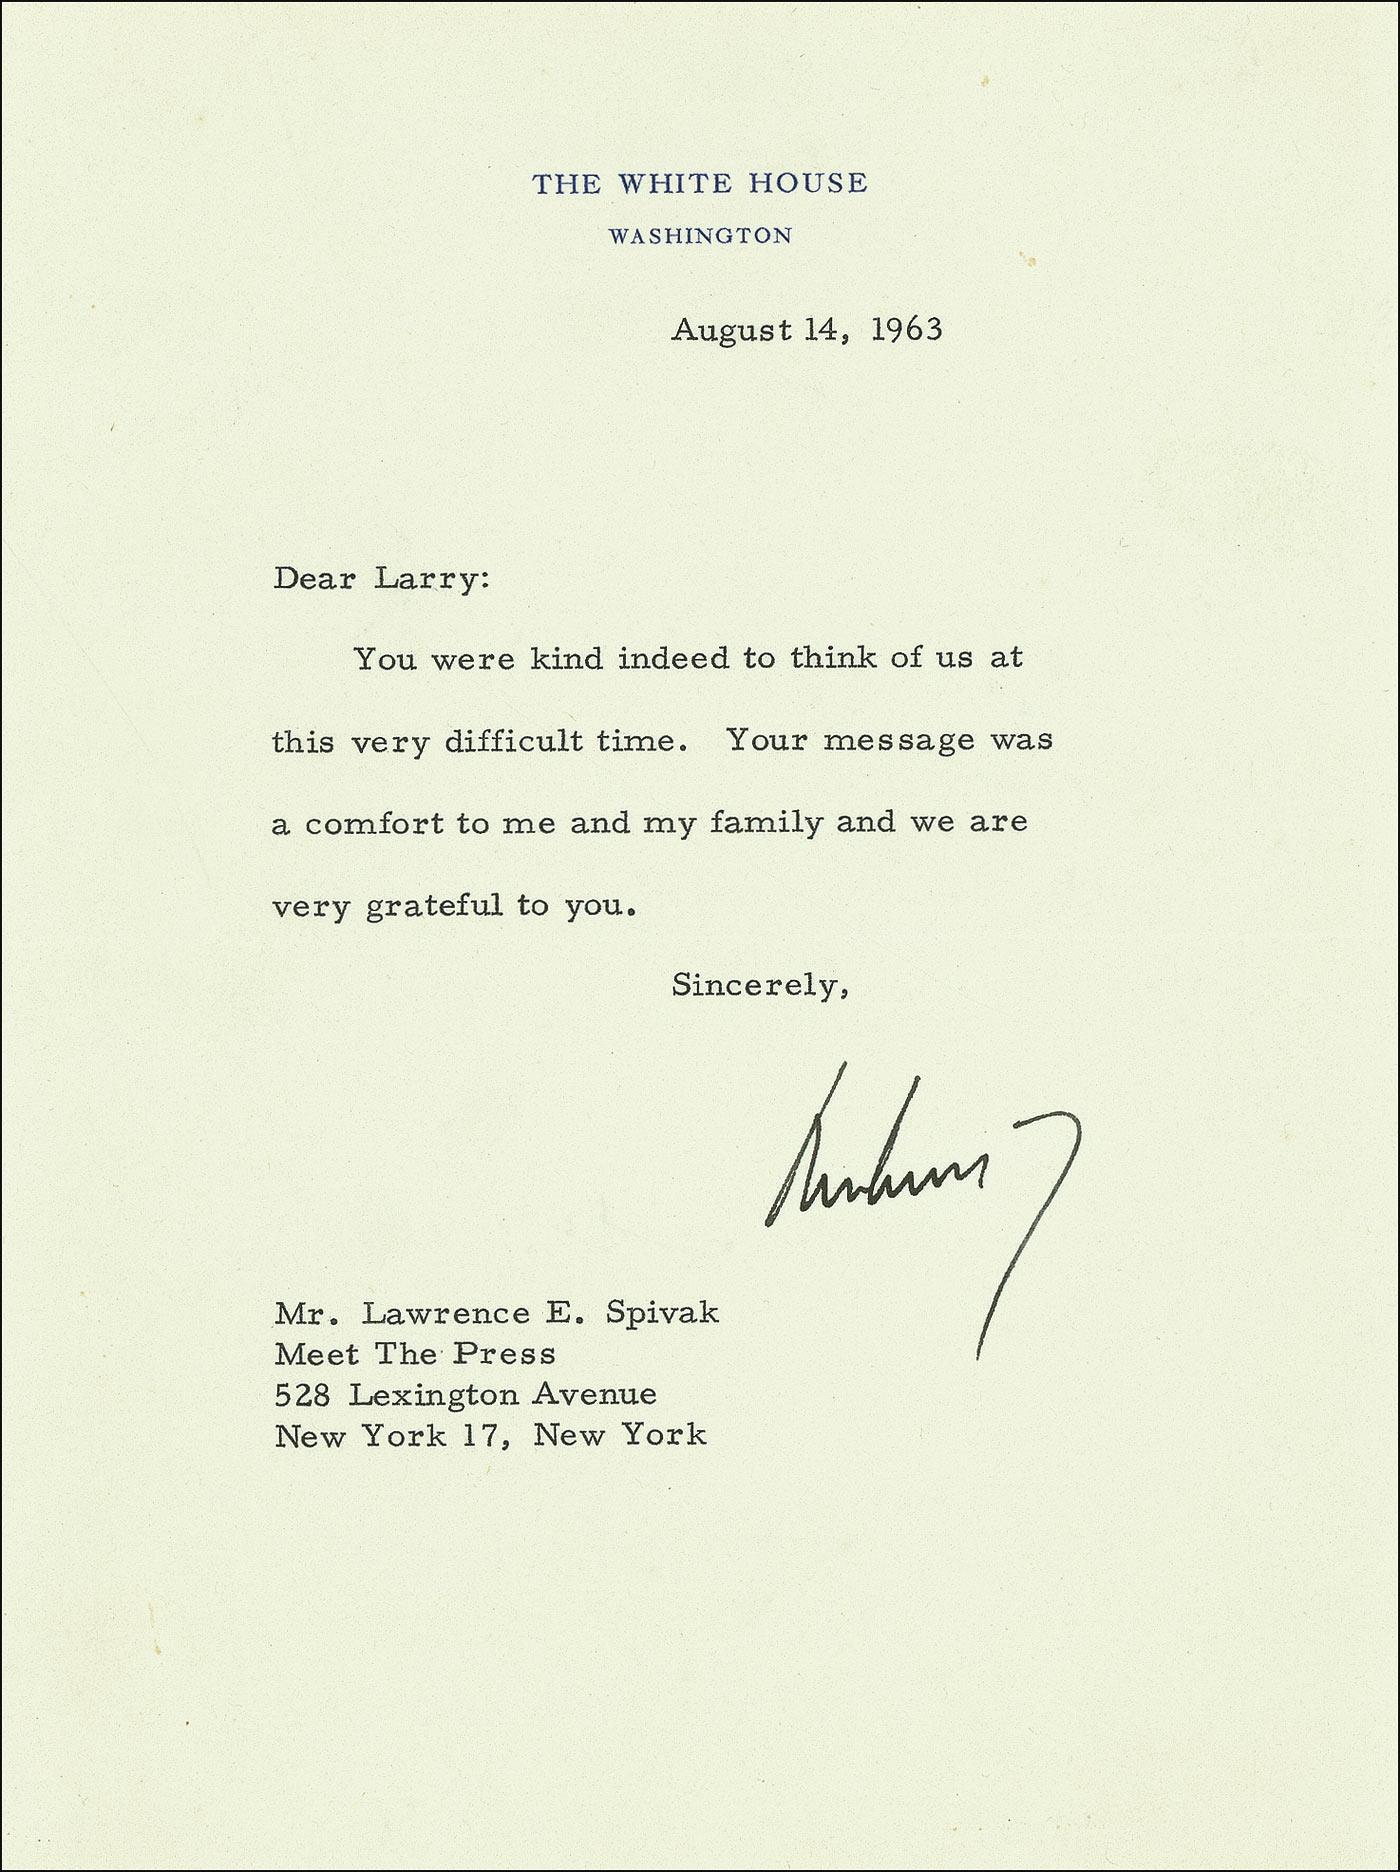 THE WHITE HOUSE
WASHINGTON
August 14, 1963
Dear Larry:
You were kind indeed to think of us at
this very difficult time. Your message was
a comfort to me and my family and we are
very grateful to you.
Sincerely,
Mr. Lawrence E. Spivak
Meet The Press
528 Lexington Avenue
New York 17, New York